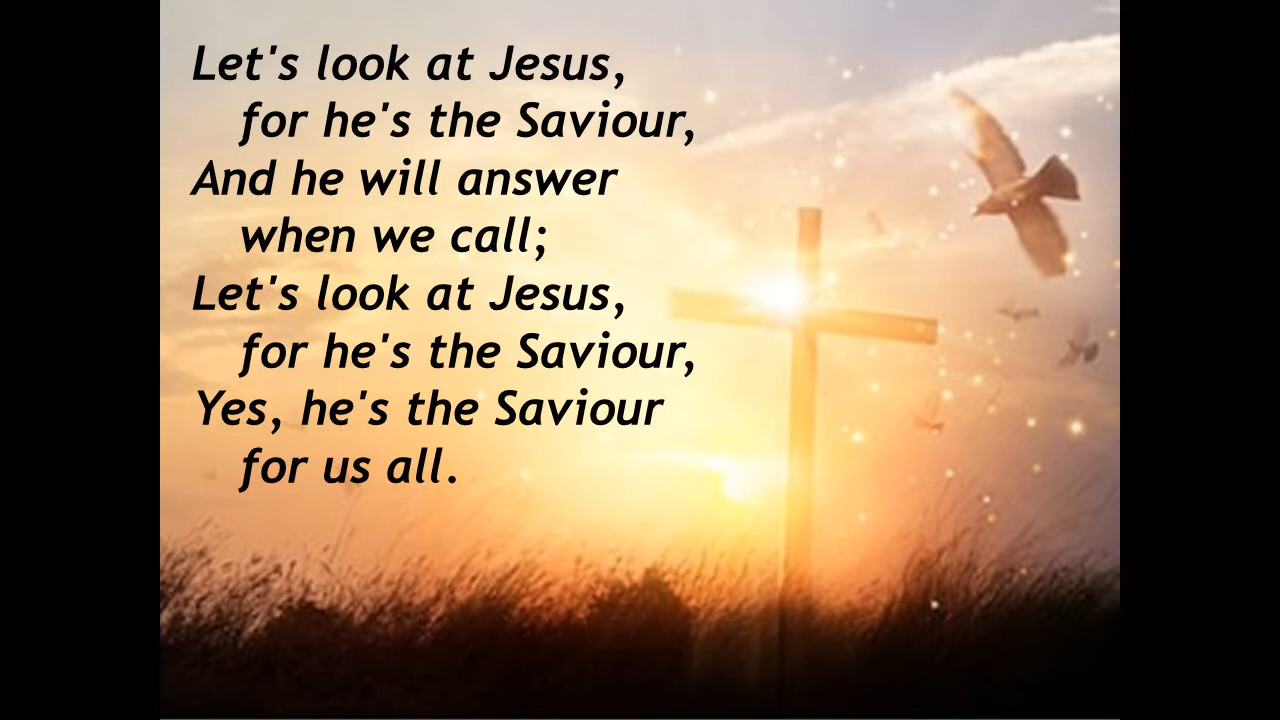 Let's look at Jesus,
for he's the Saviour,
And he will answer
when we call;
Let's look at Jesus,
for he's the Saviour,
Yes, he's the Saviour
for us all.